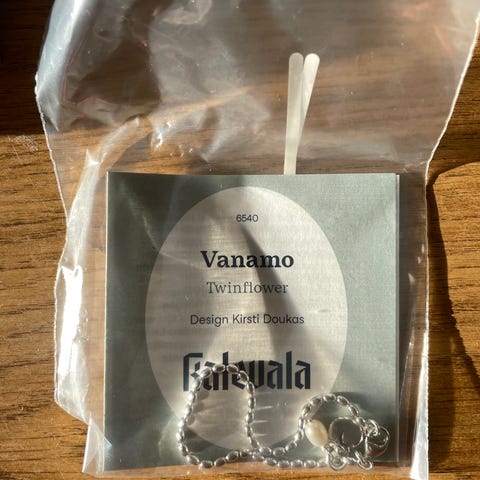 6540
Vanamo
Twinflower
Design Kirsti Doukas
Kalevala